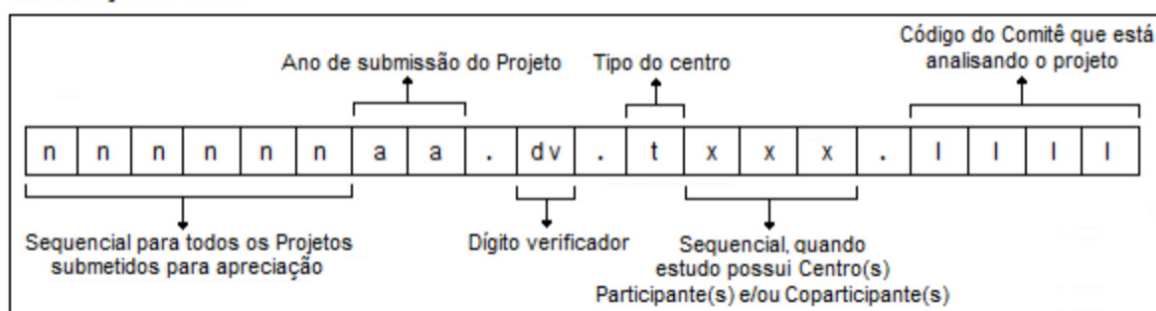 Código do Comitê que está
analisando o projeto
Ano de submissão do Projeto
Tipo do centro
n n n n n n a a . dv . t x x x . l l l l
Sequencial para todos os Projetos
submetidos para apreciação
Dígito verificador
Sequencial, quando
estudo possui Centro(s)
Participante(s) e/ou Coparticipante(s)